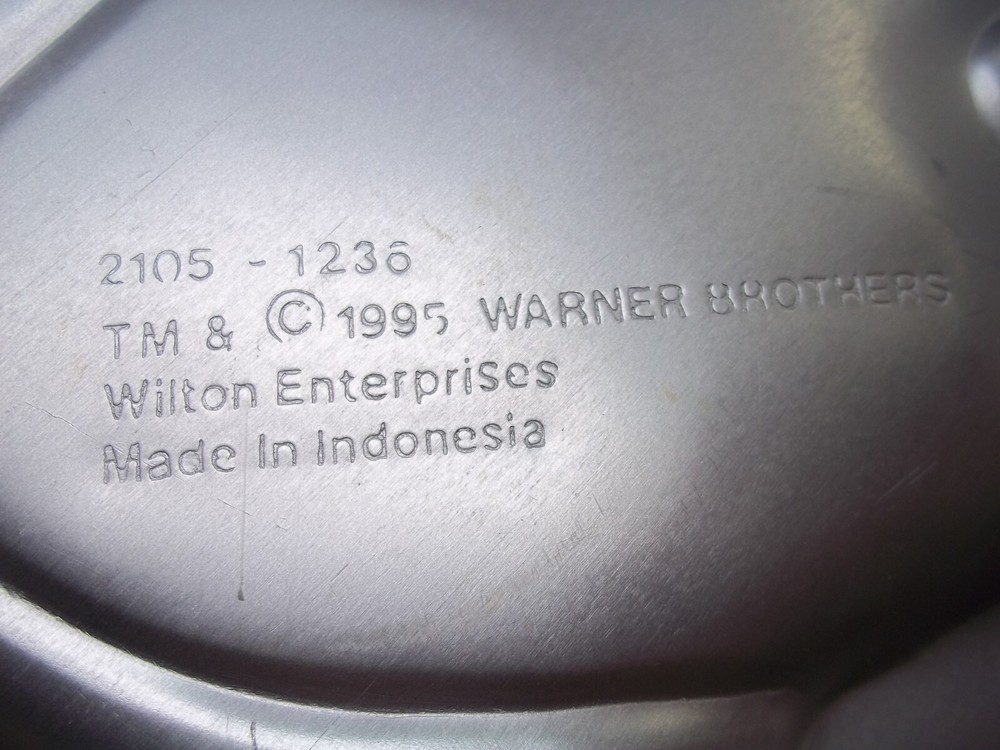 2105 - 1236
TM & © 1995 WARNER BROTHERS
Wilton Enterprises
Made In Indonesia